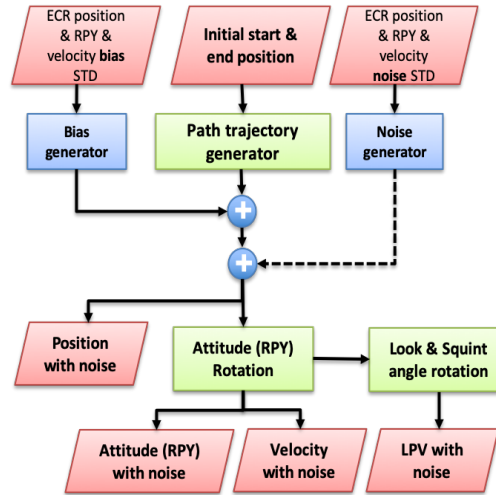 ECR position
& RPY &
velocity bias
STD
Initial start &
end position
ECR position
& RPY &
velocity
noise STD
Bias
generator
Path trajectory
generator
Noise
generator
Position
with noise
Attitude (RPY)
Rotation
Look & Squint
angle rotation
Attitude (RPY)
with noise
Velocity
with noise
LPV with
noise